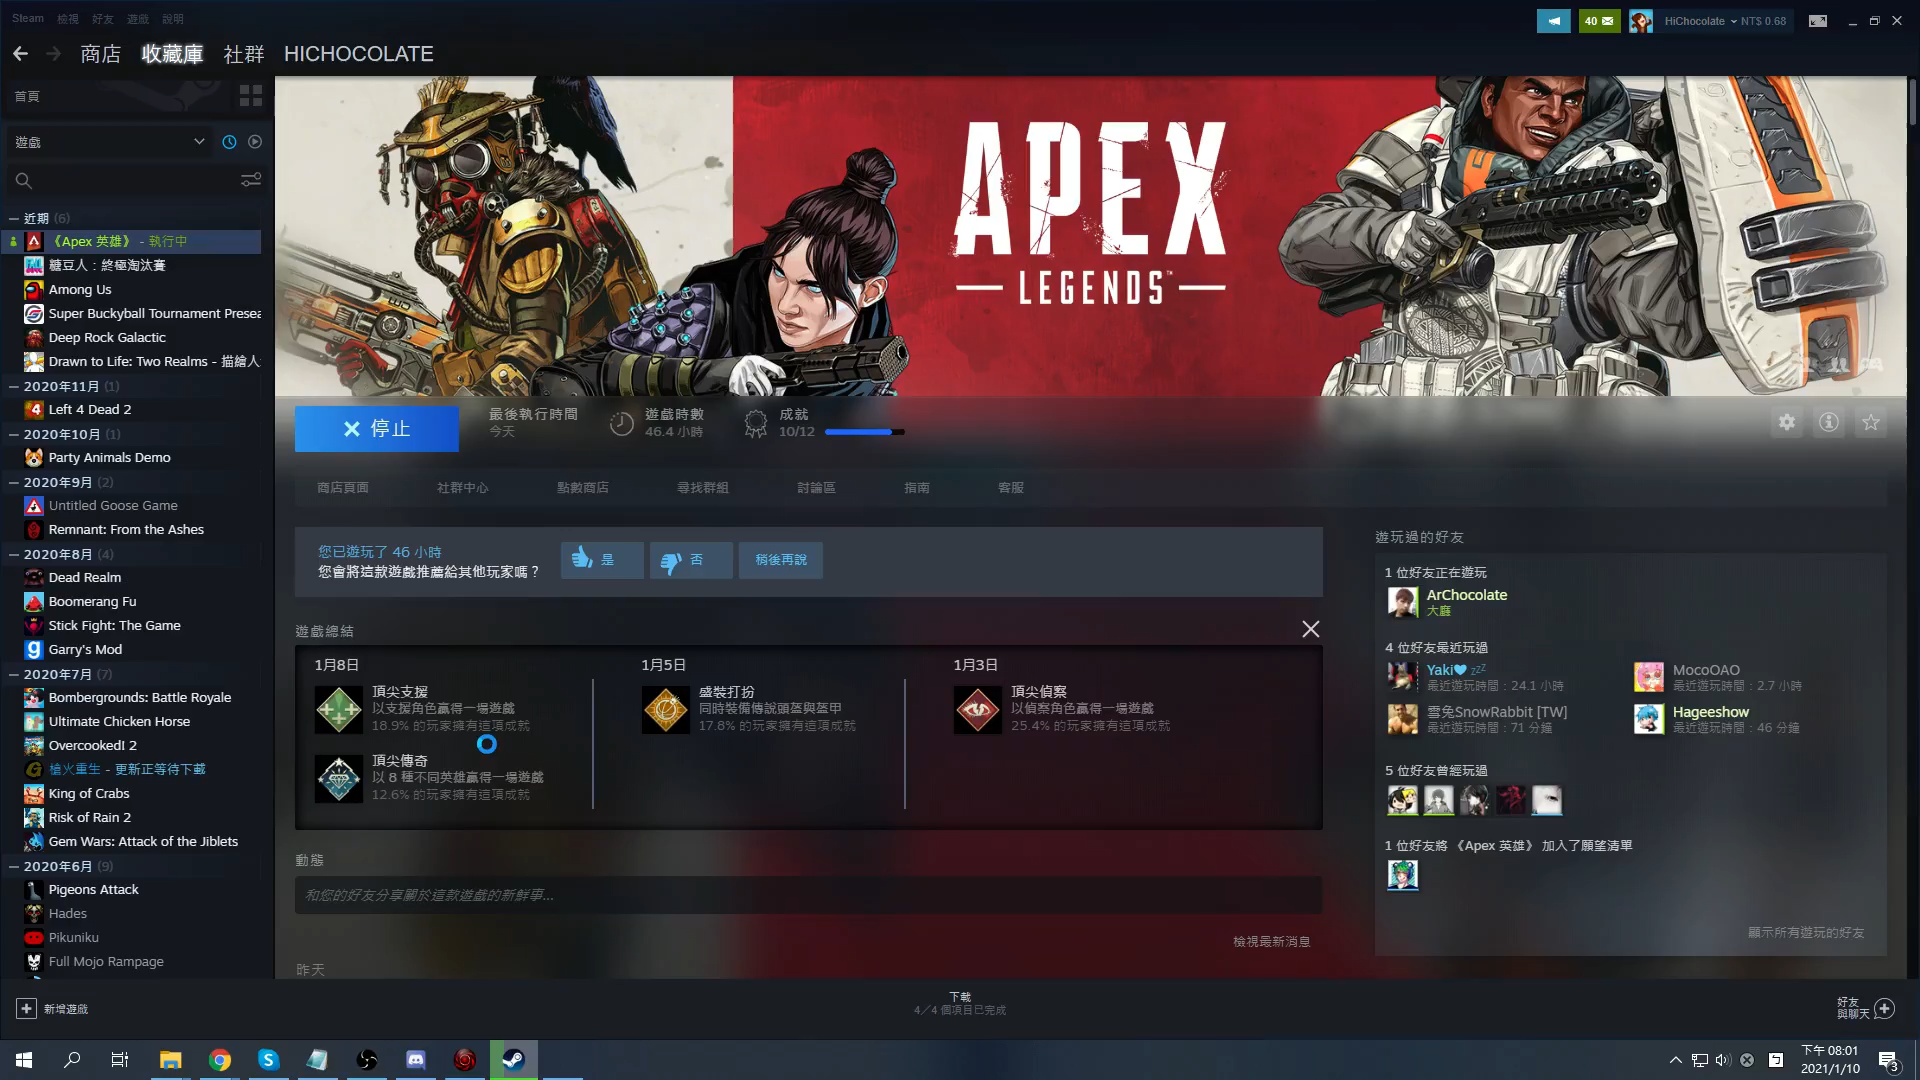 Steam 檢視 好友 遊戲 說明
40
HiChocolate NT$ 0.68
商店 收藏庫 社群 HICHOCOLATE
首頁
遊戲
近期 (6)
《Apex 英雄》 - 執行中
糖豆人：終極淘汰賽
Among Us
Super Buckyball Tournament Presea
Deep Rock Galactic
Drawn to Life: Two Realms - 描繪人
2020年11月 (1)
Left 4 Dead 2
2020年10月 (1)
Party Animals Demo
2020年9月 (2)
Untitled Goose Game
Remnant: From the Ashes
2020年8月 (4)
Dead Realm
Boomerang Fu
Stick Fight: The Game
Garry's Mod
2020年7月 (7)
Bombergrounds: Battle Royale
Ultimate Chicken Horse
Overcooked! 2
槍火重生 - 更新正等待下載
King of Crabs
Risk of Rain 2
Gem Wars: Attack of the Jiblets
2020年6月 (9)
Pigeons Attack
Hades
Pikuniku
Full Mojo Rampage
新增遊戲
APEX
LEGENDS™
停止
最後執行時間
今天
遊戲時數
46.4 小時
成就
10/12
商店頁面 社群中心 點數商店 尋找群組 討論區 指南 客服
您已遊玩了 46 小時
您會將這款遊戲推薦給其他玩家嗎？
是 否 稍後再說
遊戲總結
1月8日
頂尖支援
以支援角色贏得一場遊戲
18.9% 的玩家擁有這項成就
頂尖傳奇
以 8 種不同英雄贏得一場遊戲
12.6% 的玩家擁有這項成就
1月5日
盛裝打扮
同時裝備傳說頭盔與盔甲
17.8% 的玩家擁有這項成就
1月3日
頂尖偵察
以偵察角色贏得一場遊戲
25.4% 的玩家擁有這項成就
動態
和您的好友分享關於這款遊戲的新鮮事...
檢視最新消息
昨天
遊玩過的好友
1 位好友正在遊玩
ArChocolate
大廳
4 位好友最近玩過
Yaki zzZ
最近遊玩時間：24.1 小時
MocoOAO
最近遊玩時間：2.7 小時
雪兔SnowRabbit [TW]
最近遊玩時間：71 分鐘
Hageeshow
最近遊玩時間：46 分鐘
5 位好友曾經玩過
1 位好友將 《Apex 英雄》 加入了願望清單
顯示所有遊玩的好友
下載
4／4 個項目已完成
好友
與聊天
下午 08:01
2021/1/10
3